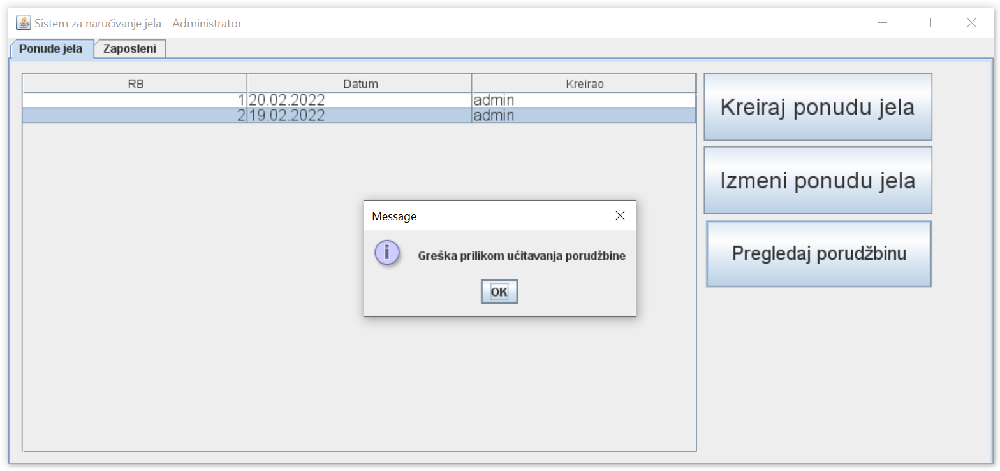 Sistem za naručivanje jela - Administrator
Ponude jela Zaposleni
RB Datum Kreirao
1 20.02.2022 admin
2 19.02.2022 admin
Kreiraj ponudu jela
Izmeni ponudu jela
Pregledaj porudžbinu
Message
Greška prilikom učitavanja porudžbine
OK